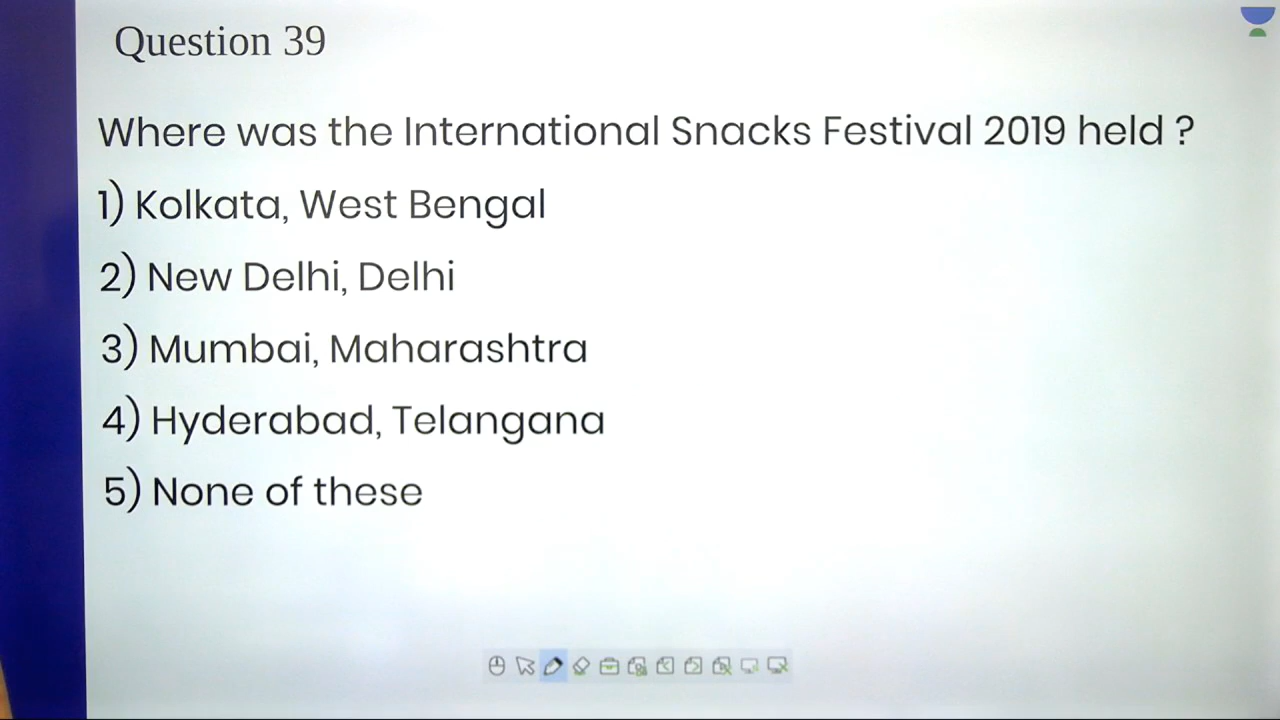 Question 39
Where was the International Snacks Festival 2019 held ?
1) Kolkata, West Bengal
2) New Delhi, Delhi
3) Mumbai, Maharashtra
4) Hyderabad, Telangana
5) None of these